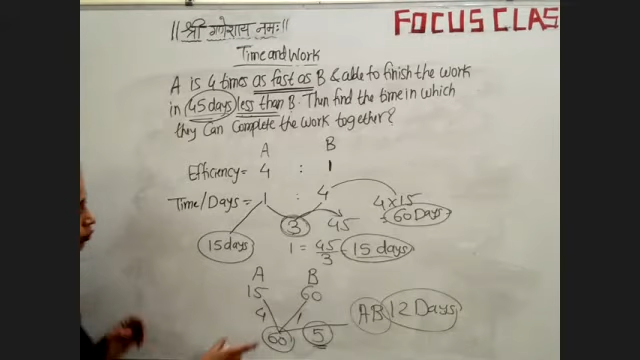 ||श्री गणेशाय नमः||
FOCUS CLAS
Time and Work
A is 4 times as fast as B & able to finish the work
in 45 days less than B. Then find the time in which
they can complete the work together?
A B
Efficiency = 4 : 1
Time/Days = 1 : 4
4×15
= 60 Days
3 45
15 days
1 = 45/3 = 15 days
A B
15 60
4 1
60 5
AB 12 Days